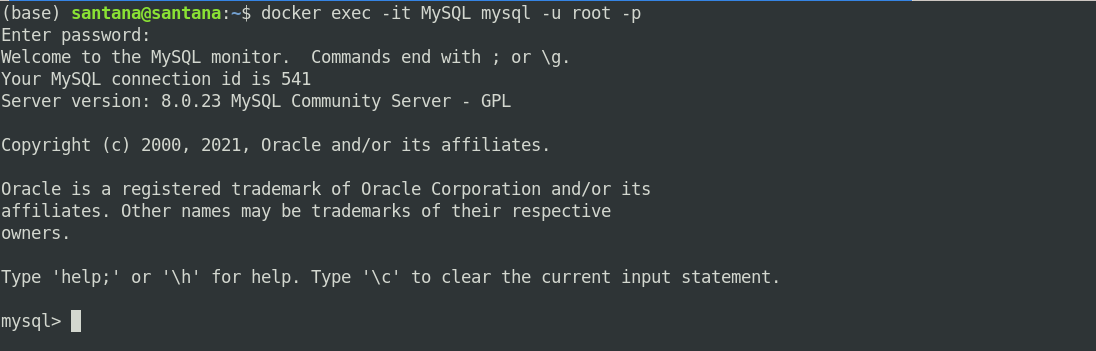 (base) santana@santana:~$ docker exec -it MySQL mysql -u root -p
Enter password:
Welcome to the MySQL monitor.  Commands end with ; or \g.
Your MySQL connection id is 541
Server version: 8.0.23 MySQL Community Server - GPL
Copyright (c) 2000, 2021, Oracle and/or its affiliates.
Oracle is a registered trademark of Oracle Corporation and/or its
affiliates. Other names may be trademarks of their respective
owners.
Type 'help;' or '\h' for help. Type '\c' to clear the current input statement.
mysql>